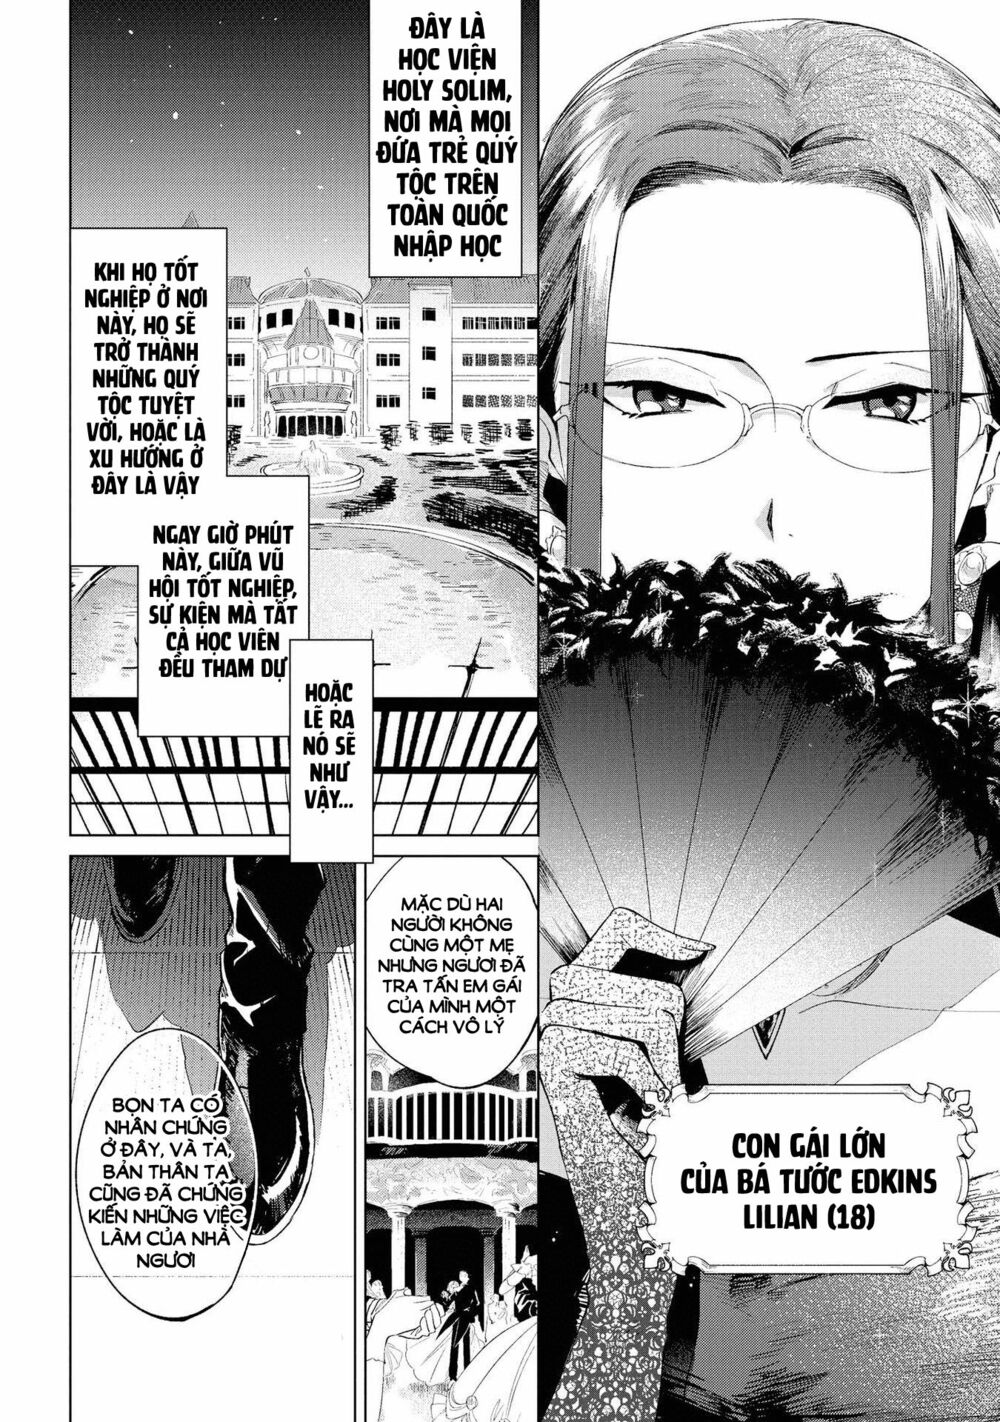 ĐÂY LÀ
HỌC VIỆN
HOLY SOLIM,
NƠI MÀ MỌI
ĐỨA TRẺ QUÝ
TỘC TRÊN
TOÀN QUỐC
NHẬP HỌC
KHI HỌ TỐT
NGHIỆP Ở NƠI
NÀY, HỌ SẼ
TRỞ THÀNH
NHỮNG QUÝ
TỘC TUYỆT
VỜI, HOẶC LÀ
XU HƯỚNG Ở
ĐÂY LÀ VẬY
NGAY GIỜ PHÚT
NÀY, GIỮA VŨ
HỘI TỐT NGHIỆP,
SỰ KIỆN MÀ TẤT
CẢ HỌC VIÊN
ĐỀU THAM DỰ
HOẶC
LẼ RA
NÓ SẼ
NHƯ
VẬY...
CON GÁI LỚN
CỦA BÁ TƯỚC EDKINS
LILIAN (18)
MẶC DÙ HAI
NGƯỜI KHÔNG
CÙNG MỘT MẸ
NHƯNG NGƯƠI ĐÃ
TRA TẤN EM GÁI
CỦA MÌNH MỘT
CÁCH VÔ LÝ
BỌN TA CÓ
NHÂN CHỨNG
Ở ĐÂY, VÀ TA,
BẢN THÂN TA
CŨNG ĐÃ CHỨNG
KIẾN NHỮNG VIỆC
LÀM CỦA NHÀ
NGƯƠI